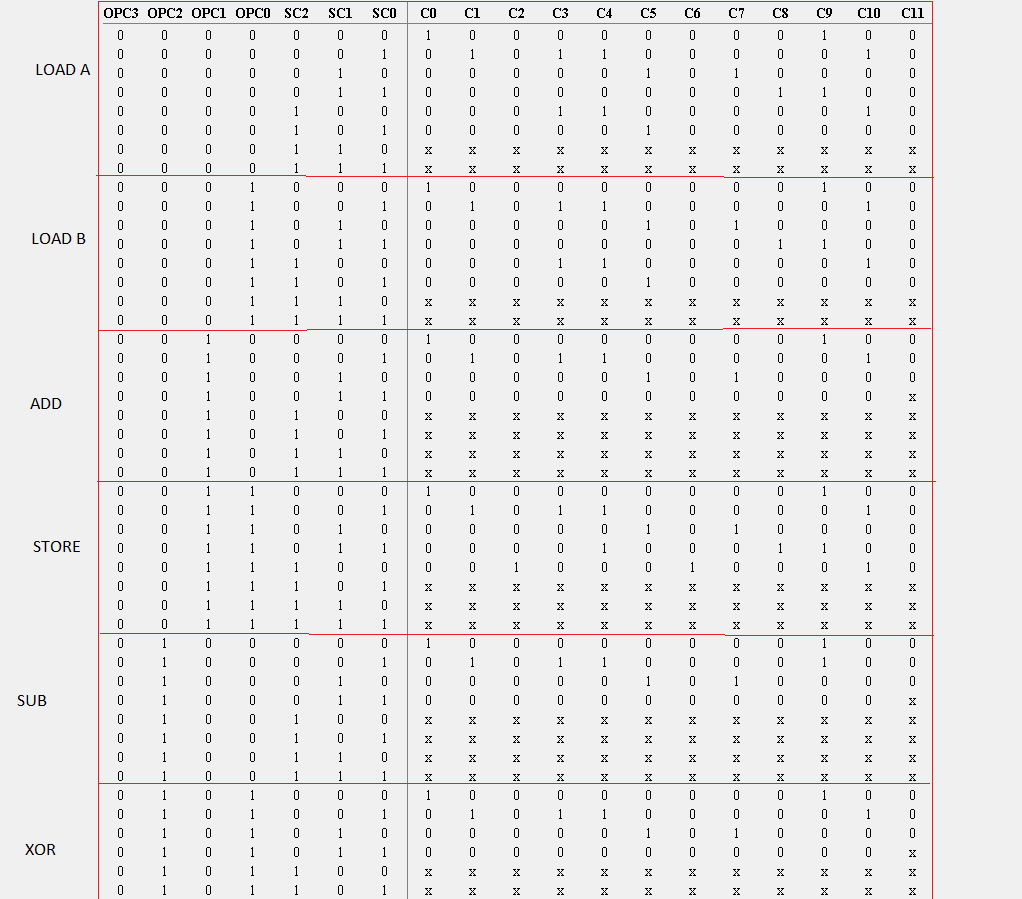 OPC3 OPC2 OPC1 OPC0 SC2 SC1 SC0 C0 C1 C2 C3 C4 C5 C6 C7 C8 C9 C10 C11
0 0 0 0 0 0 0 1 0 0 0 0 0 0 0 0 1 0 0
0 0 0 0 0 0 1 0 1 0 1 1 0 0 0 0 0 1 0
LOAD A 0 0 0 0 0 1 0 0 0 0 0 0 1 0 1 0 0 0 0
0 0 0 0 0 1 1 0 0 0 0 0 0 0 0 1 1 0 0
0 0 0 0 1 0 0 0 0 0 1 1 0 0 0 0 0 1 0
0 0 0 0 1 0 1 0 0 0 0 0 1 0 0 0 0 0 0
0 0 0 0 1 1 0 x x x x x x x x x x x x
0 0 0 0 1 1 1 x x x x x x x x x x x x
0 0 0 1 0 0 0 1 0 0 0 0 0 0 0 0 1 0 0
0 0 0 1 0 0 1 0 1 0 1 1 0 0 0 0 0 1 0
0 0 0 1 0 1 0 0 0 0 0 0 1 0 1 0 0 0 0
LOAD B 0 0 0 1 0 1 1 0 0 0 0 0 0 0 0 1 1 0 0
0 0 0 1 1 0 0 0 0 0 1 1 0 0 0 0 0 1 0
0 0 0 1 1 0 1 0 0 0 0 0 1 0 0 0 0 0 0
0 0 0 1 1 1 0 x x x x x x x x x x x x
0 0 0 1 1 1 1 x x x x x x x x x x x x
0 0 1 0 0 0 0 1 0 0 0 0 0 0 0 0 1 0 0
0 0 1 0 0 0 1 0 1 0 1 1 0 0 0 0 0 1 0
0 0 1 0 0 1 0 0 0 0 0 0 1 0 1 0 0 0 0
ADD 0 0 1 0 0 1 1 0 0 0 0 0 0 0 0 0 0 0 x
0 0 1 0 1 0 0 x x x x x x x x x x x x
0 0 1 0 1 0 1 x x x x x x x x x x x x
0 0 1 0 1 1 0 x x x x x x x x x x x x
0 0 1 0 1 1 1 x x x x x x x x x x x x
0 0 1 1 0 0 0 1 0 0 0 0 0 0 0 0 1 0 0
0 0 1 1 0 0 1 0 1 0 1 1 0 0 0 0 0 1 0
0 0 1 1 0 1 0 0 0 0 0 0 1 0 1 0 0 0 0
STORE 0 0 1 1 0 1 1 0 0 0 0 1 0 0 0 1 1 0 0
0 0 1 1 1 0 0 0 0 1 0 0 0 1 0 0 0 1 0
0 0 1 1 1 0 1 x x x x x x x x x x x x
0 0 1 1 1 1 0 x x x x x x x x x x x x
0 0 1 1 1 1 1 x x x x x x x x x x x x
0 1 0 0 0 0 0 1 0 0 0 0 0 0 0 0 1 0 0
0 1 0 0 0 0 1 0 1 0 1 1 0 0 0 0 1 0 0
0 1 0 0 0 1 0 0 0 0 0 0 1 0 1 0 0 0 0
SUB 0 1 0 0 0 1 1 0 0 0 0 0 0 0 0 0 0 0 x
0 1 0 0 1 0 0 x x x x x x x x x x x x
0 1 0 0 1 0 1 x x x x x x x x x x x x
0 1 0 0 1 1 0 x x x x x x x x x x x x
0 1 0 0 1 1 1 x x x x x x x x x x x x
0 1 0 1 0 0 0 1 0 0 0 0 0 0 0 0 1 0 0
0 1 0 1 0 0 1 0 1 0 1 1 0 0 0 0 0 1 0
0 1 0 1 0 1 0 0 0 0 0 0 1 0 1 0 0 0 0
XOR 0 1 0 1 0 1 1 0 0 0 0 0 0 0 0 0 0 0 x
0 1 0 1 1 0 0 x x x x x x x x x x x x
0 1 0 1 1 0 1 x x x x x x x x x x x x